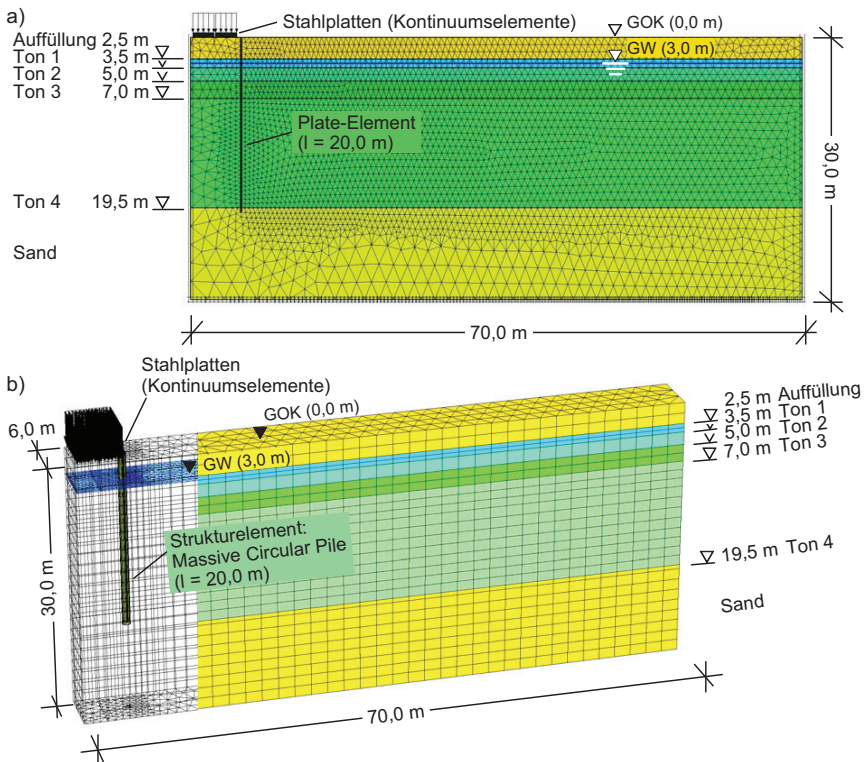 a)
Stahlplatten (Kontinuumselemente)
GOK (0,0 m)
Auffüllung 2,5 m
GW (3,0 m)
Ton 1 3,5 m
Ton 2 5,0 m
Ton 3 7,0 m
Plate-Element
(l = 20,0 m)
30,0 m
Ton 4 19,5 m
Sand
70,0 m
b)
Stahlplatten
(Kontinuumselemente)
6,0 m
GOK (0,0 m)
GW (3,0 m)
2,5 m Auffüllung
3,5 m Ton 1
5,0 m Ton 2
7,0 m Ton 3
Strukturelement:
Massive Circular Pile
(l = 20,0 m)
30,0 m
19,5 m Ton 4
Sand
70,0 m